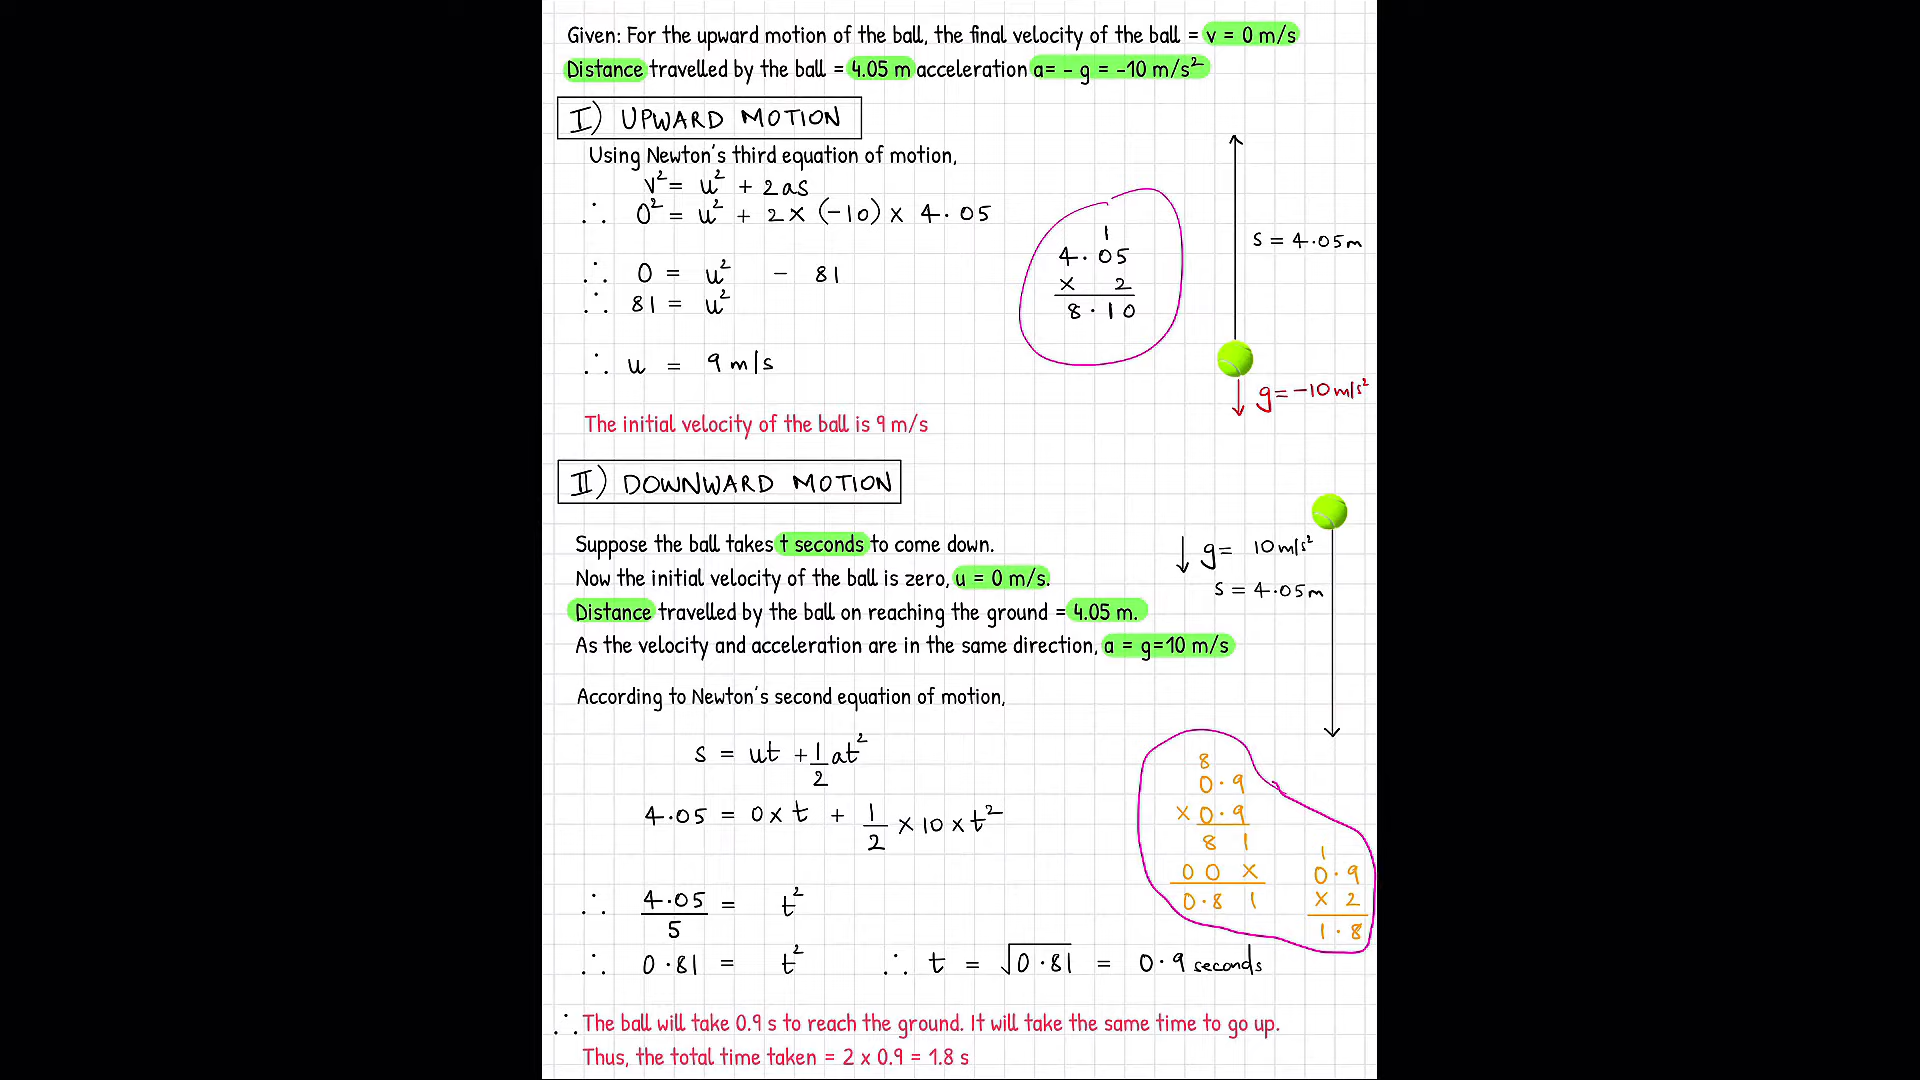 Given: For the upward motion of the ball, the final velocity of the ball = v = 0 m/s
Distance travelled by the ball = 4.05 m acceleration a= - g = -10 m/s²
I) UPWARD MOTION
Using Newton's third equation of motion,
v² = u² + 2as
∴ 0² = u² + 2 x (-10) x 4.05
∴ 0 = u² - 81
∴ 81 = u²
∴ u = 9 m/s
1
4.05
x 2
8.10
s = 4.05m
g = -10 m/s²
The initial velocity of the ball is 9 m/s
II) DOWNWARD MOTION
Suppose the ball takes t seconds to come down.
Now the initial velocity of the ball is zero, u = 0 m/s.
Distance travelled by the ball on reaching the ground = 4.05 m.
As the velocity and acceleration are in the same direction, a = g=10 m/s
g = 10 m/s²
s = 4.05m
According to Newton's second equation of motion,
s = ut + 1/2 at²
4.05 = 0 x t + 1/2 x 10 x t²
∴ 4.05/5 = t²
∴ 0.81 = t² ∴ t = √0.81 = 0.9 seconds
8
0.9
x 0.9
8 1
0 0 x
0.8 1
1
0.9
x 2
1.8
∴ The ball will take 0.9 s to reach the ground. It will take the same time to go up.
Thus, the total time taken = 2 x 0.9 = 1.8 s